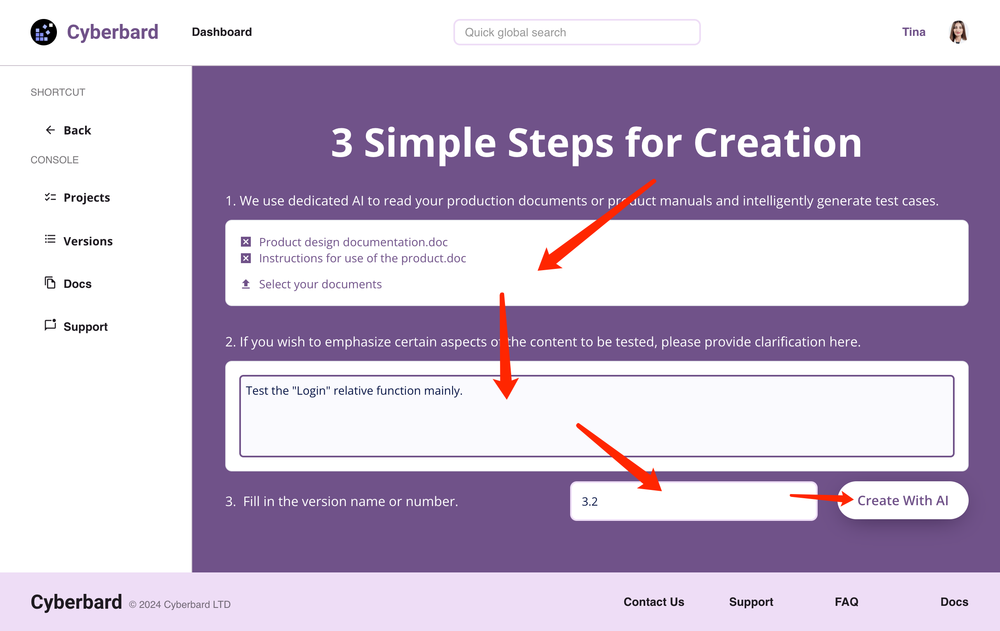 Cyberbard
Dashboard
Quick global search
Tina
SHORTCUT
Back
CONSOLE
Projects
Versions
Docs
Support
3 Simple Steps for Creation
1. We use dedicated AI to read your production documents or product manuals and intelligently generate test cases.
Product design documentation.doc
Instructions for use of the product.doc
Select your documents
2. If you wish to emphasize certain aspects of the content to be tested, please provide clarification here.
Test the "Login" relative function mainly.
3. Fill in the version name or number.
3.2
Create With AI
Cyberbard © 2024 Cyberbard LTD
Contact Us
Support
FAQ
Docs